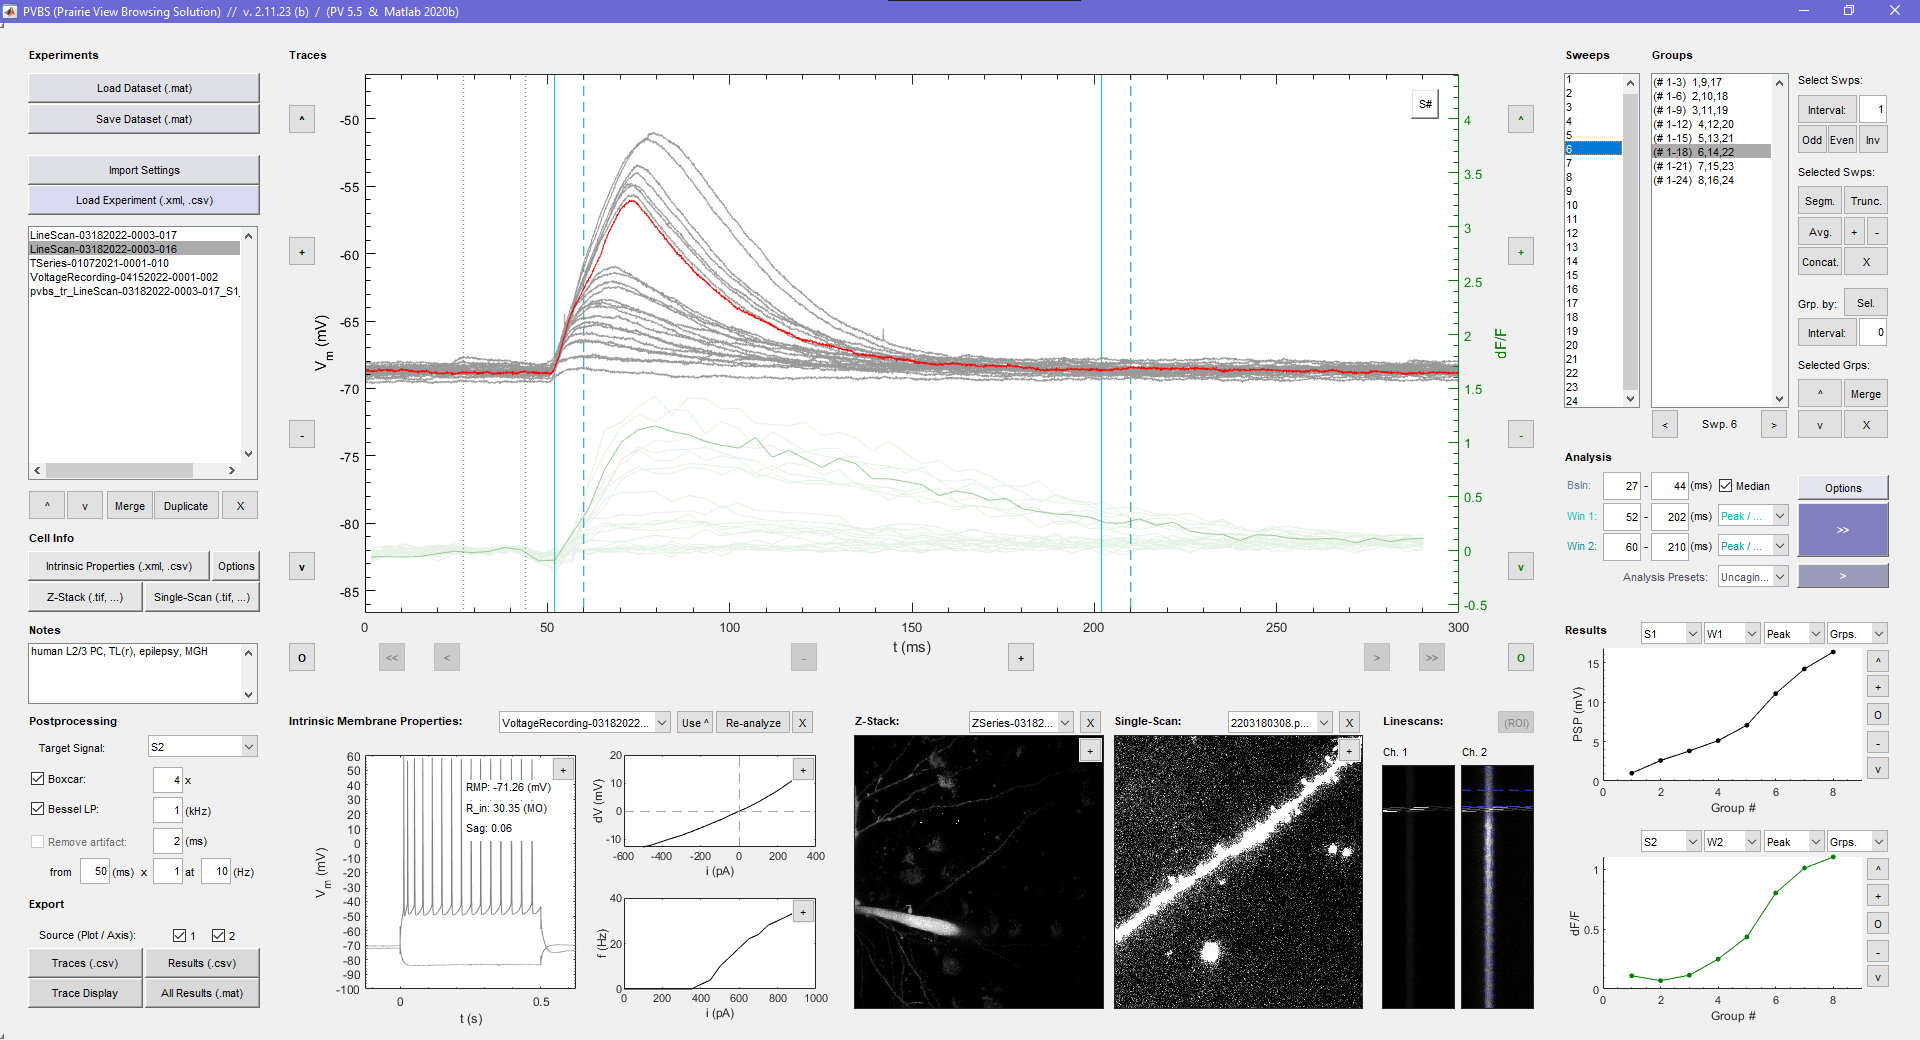 PVBS (Prairie View Browsing Solution)  //  v. 2.11.23 (b)  /  (PV 5.5  &  Matlab 2020b)
Experiments
Load Dataset (.mat)
Save Dataset (.mat)
Import Settings
Load Experiment (.xml, .csv)
LineScan-03182022-0003-017
LineScan-03182022-0003-016
TSeries-01072021-0001-010
VoltageRecording-04152022-0001-002
pvbs_tr_LineScan-03182022-0003-017_S1_
^ v Merge Duplicate X
Cell Info
Intrinsic Properties (.xml, .csv) Options
Z-Stack (.tif, ...) Single-Scan (.tif, ...)
Notes
human L2/3 PC, TL(r), epilepsy, MGH
Postprocessing
Target Signal: S2
Boxcar: 4 x
Bessel LP: 1 (kHz)
Remove artifact: 2 (ms)
from 50 (ms) x 1 at 10 (Hz)
Export
Source (Plot / Axis): 1 2
Traces (.csv) Results (.csv)
Trace Display All Results (.mat)
Traces
^
+
-
v
O
-50
-55
-60
-65
-70
-75
-80
-85
Vm (mV)
S#
4
3.5
3
2.5
2
1.5
1
0.5
0
-0.5
dF/F
0 50 100 150 200 250 300
t (ms)
^
+
-
v
O
<< < - + > >>
Intrinsic Membrane Properties: VoltageRecording-03182022... Use ^ Re-analyze X
60
50
40
30
20
10
0
-10
-20
-30
-40
-50
-60
-70
-80
-90
-100
Vm (mV)
+
RMP: -71.26 (mV)
R_in: 30.35 (MO)
Sag: 0.06
0 0.5
t (s)
20
10
0
-10
dV (mV)
+
-600 -400 -200 0 200 400
i (pA)
40
20
0
f (Hz)
+
0 200 400 600 800 1000
i (pA)
Z-Stack: ZSeries-03182... X
+
Single-Scan: 2203180308.p... X
+
Linescans: (ROI)
Ch. 1 Ch. 2
Sweeps
1
2
3
4
5
6
7
8
9
10
11
12
13
14
15
16
17
18
19
20
21
22
23
24
Groups
(# 1-3) 1,9,17
(# 1-6) 2,10,18
(# 1-9) 3,11,19
(# 1-12) 4,12,20
(# 1-15) 5,13,21
(# 1-18) 6,14,22
(# 1-21) 7,15,23
(# 1-24) 8,16,24
< Swp. 6 >
Select Swps:
Interval: 1
Odd Even Inv
Selected Swps:
Segm. Trunc.
Avg. + -
Concat. X
Grp. by: Sel.
Interval: 0
Selected Grps:
^ Merge
v X
Analysis
Bsln: 27 - 44 (ms) Median Options
Win 1: 52 - 202 (ms) Peak / ... >>
Win 2: 60 - 210 (ms) Peak / ...
Analysis Presets: Uncagin... >
Results S1 W1 Peak Grps.
15
10
5
0
PSP (mV)
0 2 4 6 8
Group #
^
+
O
-
v
S2 W2 Peak Grps.
1
0.5
0
dF/F
0 2 4 6 8
Group #
^
+
O
-
v